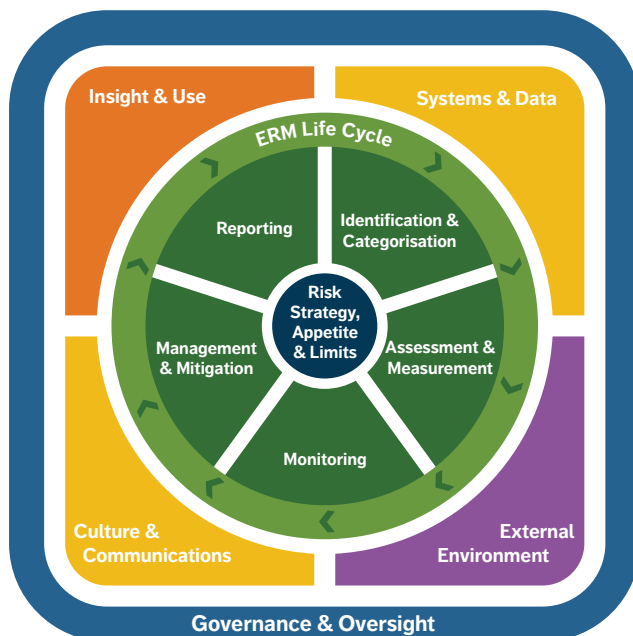 Insight & Use
Systems & Data
ERM Life Cycle
Reporting
Identification &
Categorisation
Risk
Strategy,
Appetite
& Limits
Management
& Mitigation
Assessment &
Measurement
Monitoring
Culture &
Communications
External
Environment
Governance & Oversight